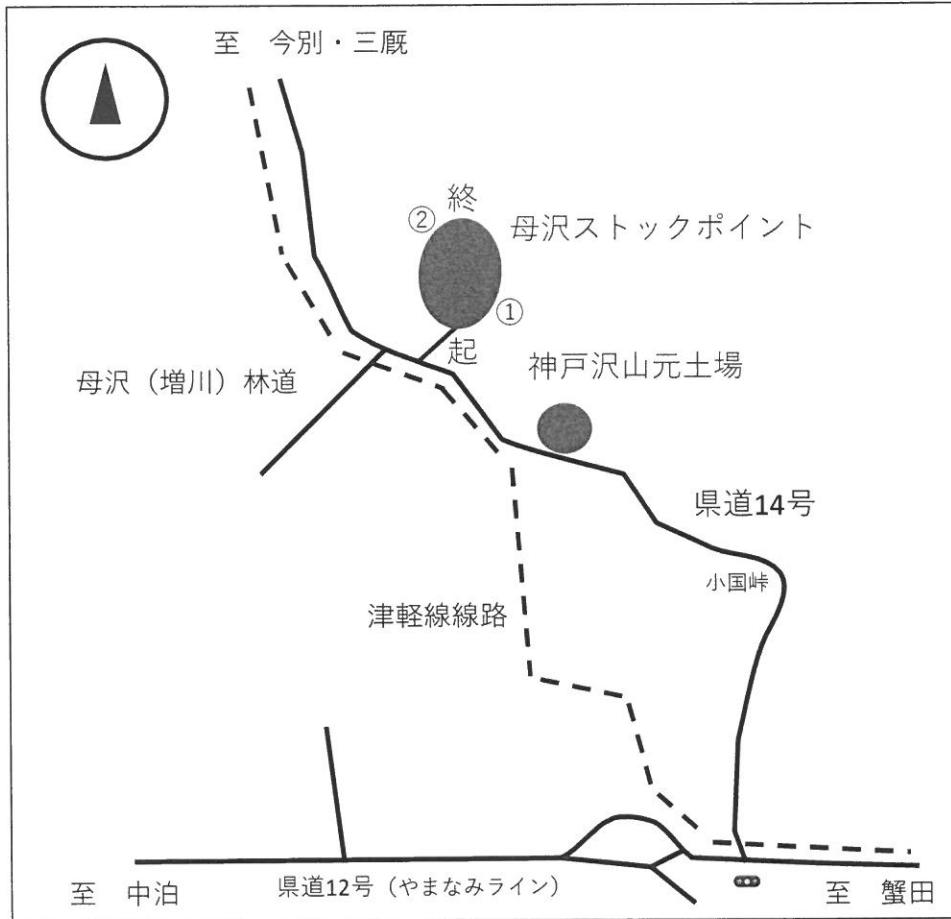 至　今別・三厩
終
②
母沢ストックポイント
①
起
母沢（増川）林道
神戸沢山元土場
県道14号
小国峠
津軽線線路
至　中泊
県道12号（やまなみライン）
至　蟹田